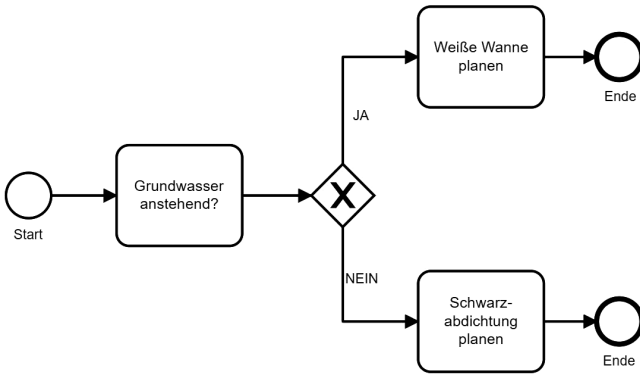 Start
Grundwasser
anstehend?
X
JA
Weiße Wanne
planen
Ende
NEIN
Schwarz-
abdichtung
planen
Ende